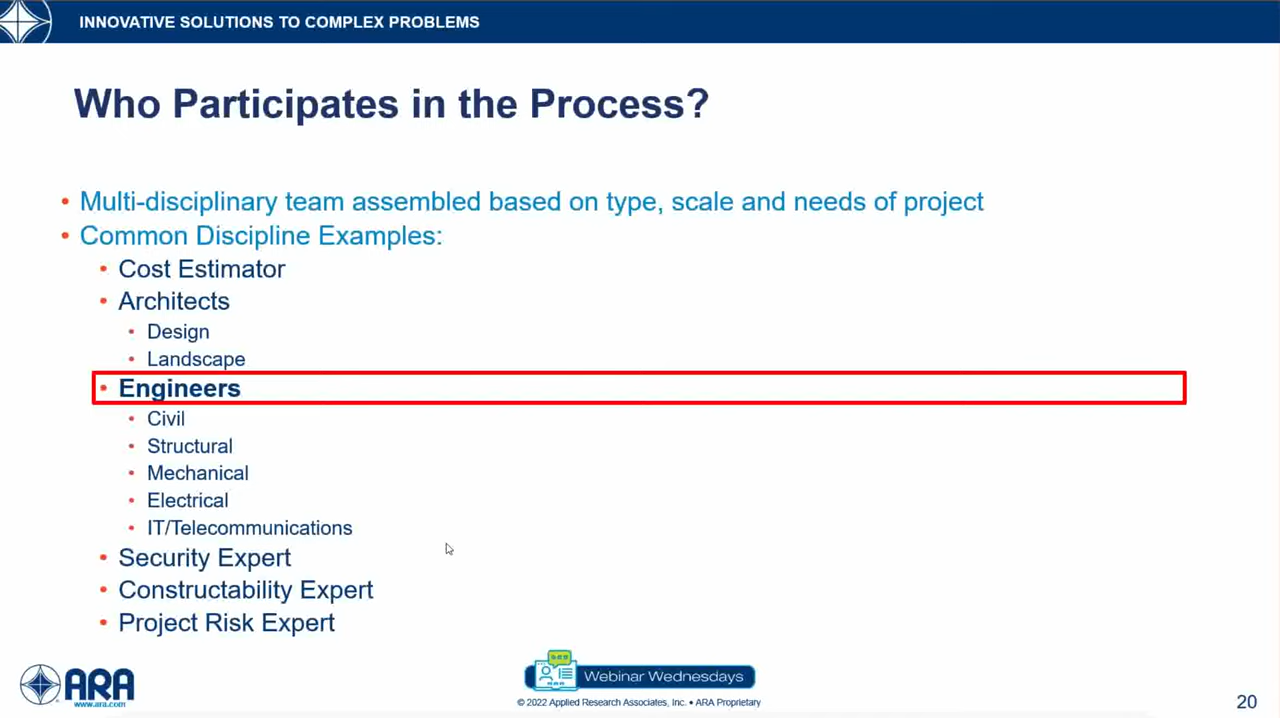 INNOVATIVE SOLUTIONS TO COMPLEX PROBLEMS
Who Participates in the Process?
• Multi-disciplinary team assembled based on type, scale and needs of project
• Common Discipline Examples:
• Cost Estimator
• Architects
• Design
• Landscape
• Engineers
• Civil
• Structural
• Mechanical
• Electrical
• IT/Telecommunications
• Security Expert
• Constructability Expert
• Project Risk Expert
ARA
www.ara.com
Webinar Wednesdays
© 2022 Applied Research Associates, Inc. • ARA Proprietary
20